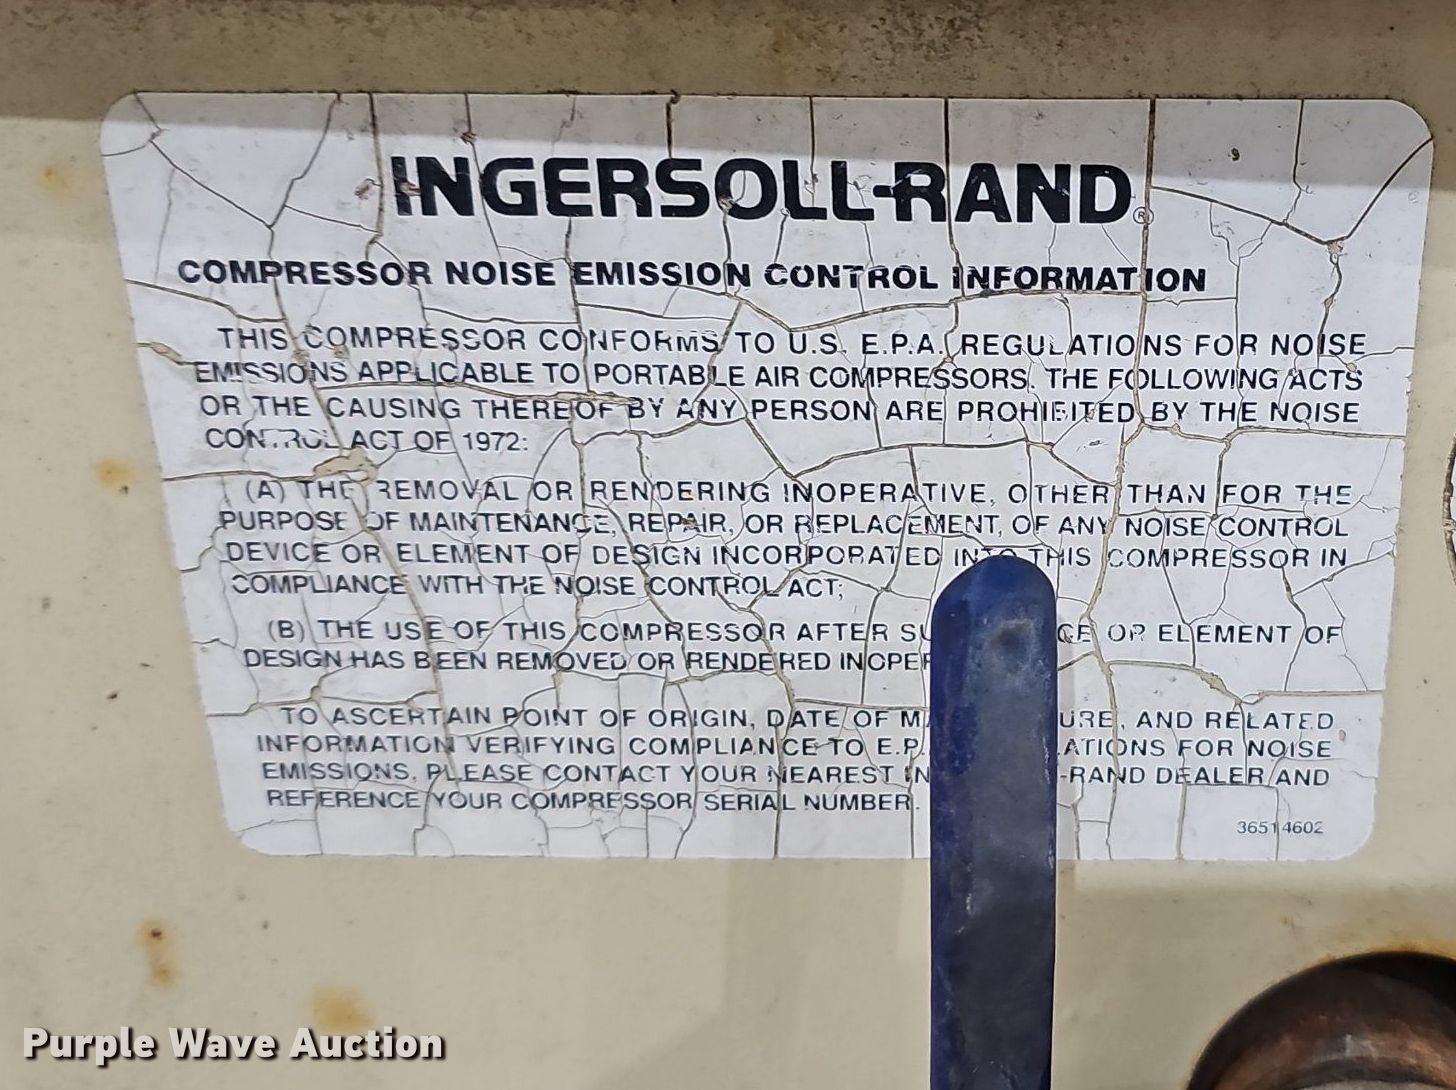 INGERSOLL-RAND®
COMPRESSOR NOISE EMISSION CONTROL INFORMATION
THIS COMPRESSOR CONFORMS TO U.S. E.P.A. REGULATIONS FOR NOISE
EMISSIONS APPLICABLE TO PORTABLE AIR COMPRESSORS. THE FOLLOWING ACTS
OR THE CAUSING THEREOF BY ANY PERSON ARE PROHIBITED BY THE NOISE
CONTROL ACT OF 1972:
(A) THE REMOVAL OR RENDERING INOPERATIVE, OTHER THAN FOR THE
PURPOSE OF MAINTENANCE, REPAIR, OR REPLACEMENT, OF ANY NOISE CONTROL
DEVICE OR ELEMENT OF DESIGN INCORPORATED INTO THIS COMPRESSOR IN
COMPLIANCE WITH THE NOISE CONTROL ACT;
(B) THE USE OF THIS COMPRESSOR AFTER SU CE OR ELEMENT OF
DESIGN HAS BEEN REMOVED OR RENDERED INOPER
TO ASCERTAIN POINT OF ORIGIN, DATE OF MA URE, AND RELATED
INFORMATION VERIFYING COMPLIANCE TO E.P. ATIONS FOR NOISE
EMISSIONS, PLEASE CONTACT YOUR NEAREST IN -RAND DEALER AND
REFERENCE YOUR COMPRESSOR SERIAL NUMBER.
36514602
Purple Wave Auction